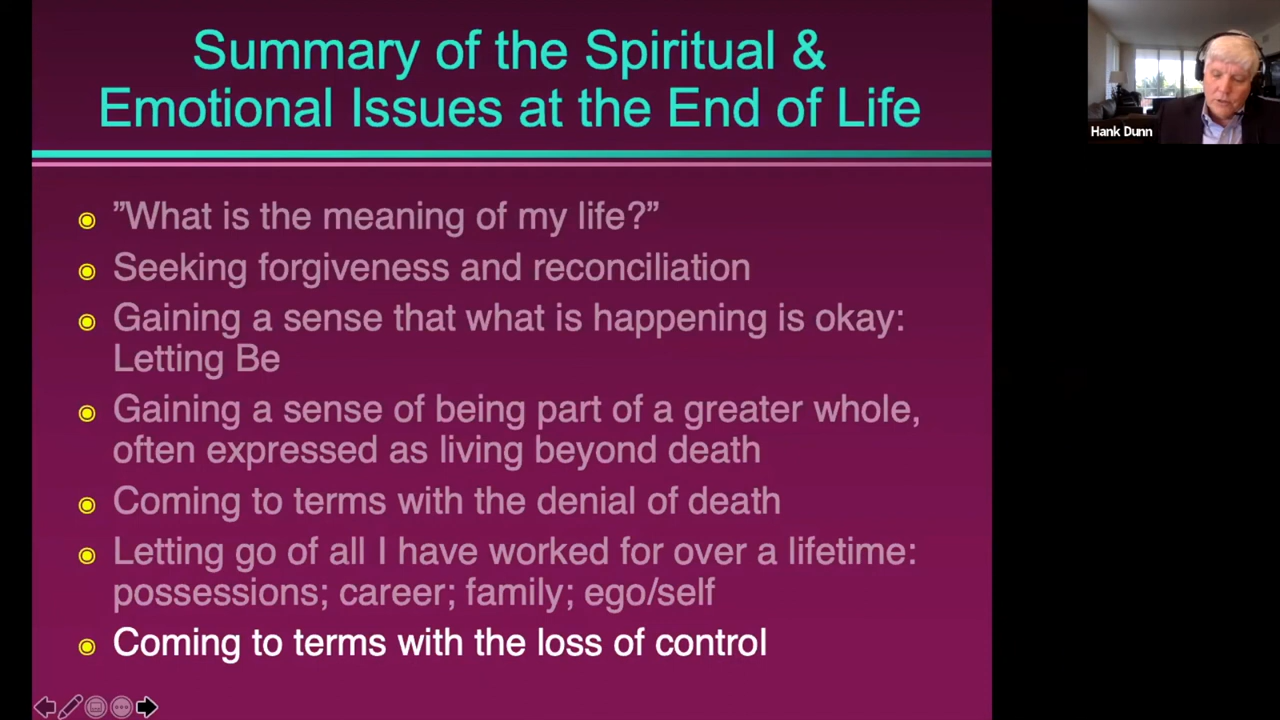 Summary of the Spiritual &
Emotional Issues at the End of Life
Hank Dunn
”What is the meaning of my life?”
Seeking forgiveness and reconciliation
Gaining a sense that what is happening is okay:
Letting Be
Gaining a sense of being part of a greater whole,
often expressed as living beyond death
Coming to terms with the denial of death
Letting go of all I have worked for over a lifetime:
possessions; career; family; ego/self
Coming to terms with the loss of control